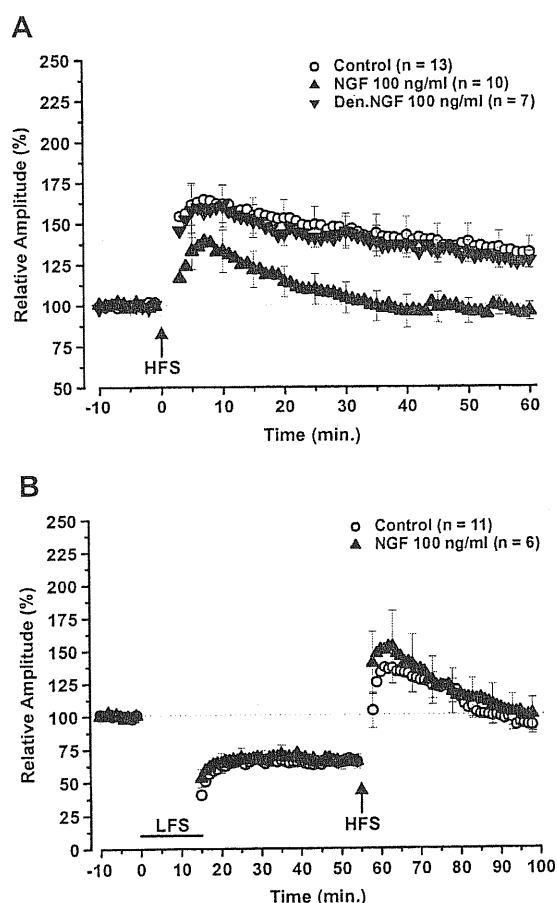 A
Control (n = 13)
NGF 100 ng/ml (n = 10)
Den.NGF 100 ng/ml (n = 7)
250
225
200
175
150
125
100
75
50
Relative Amplitude (%)
HFS
-10 0 10 20 30 40 50 60
Time (min.)
B
Control (n = 11)
NGF 100 ng/ml (n = 6)
250
225
200
175
150
125
100
75
50
25
0
Relative Amplitude (%)
LFS
HFS
-10 0 10 20 30 40 50 60 70 80 90 100
Time (min.)